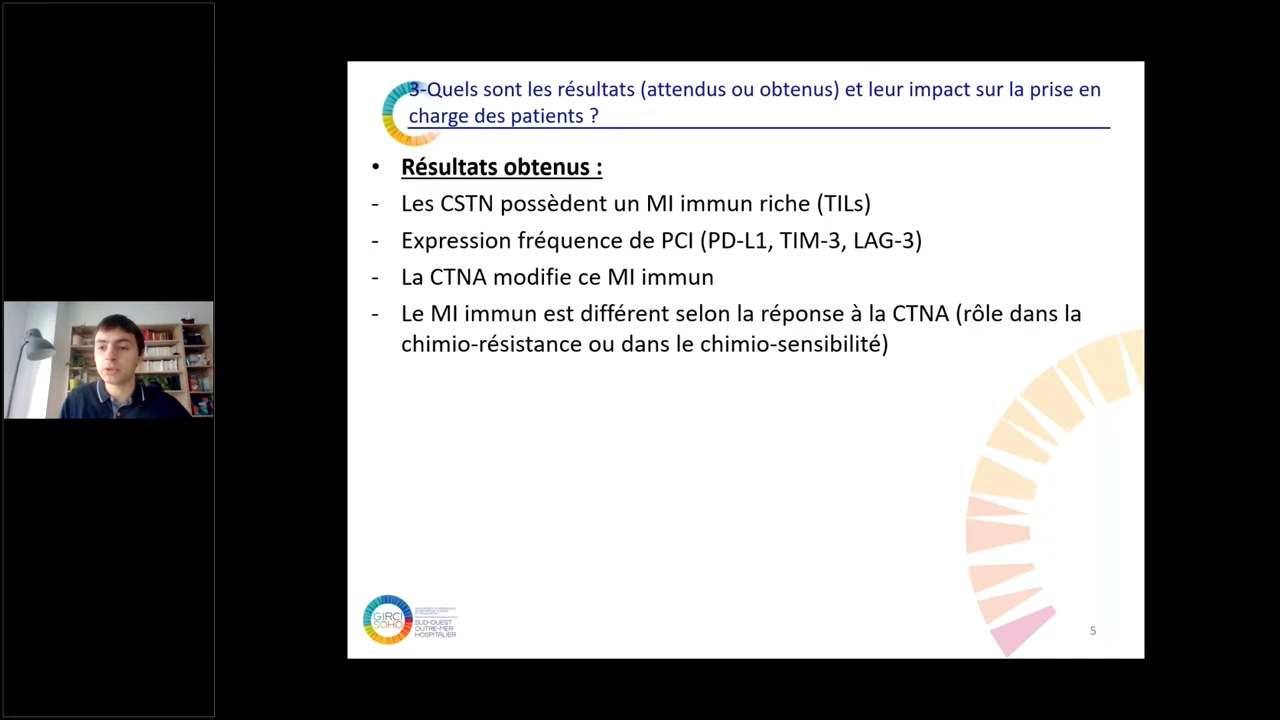 3-Quels sont les résultats (attendus ou obtenus) et leur impact sur la prise en
charge des patients ?
• Résultats obtenus :
- Les CSTN possèdent un MI immun riche (TILs)
- Expression fréquence de PCI (PD-L1, TIM-3, LAG-3)
- La CTNA modifie ce MI immun
- Le MI immun est différent selon la réponse à la CTNA (rôle dans la
chimio-résistance ou dans le chimio-sensibilité)
GIRCI
SOHO
SUD-OUEST
OUTRE-MER
HOSPITALIER
5